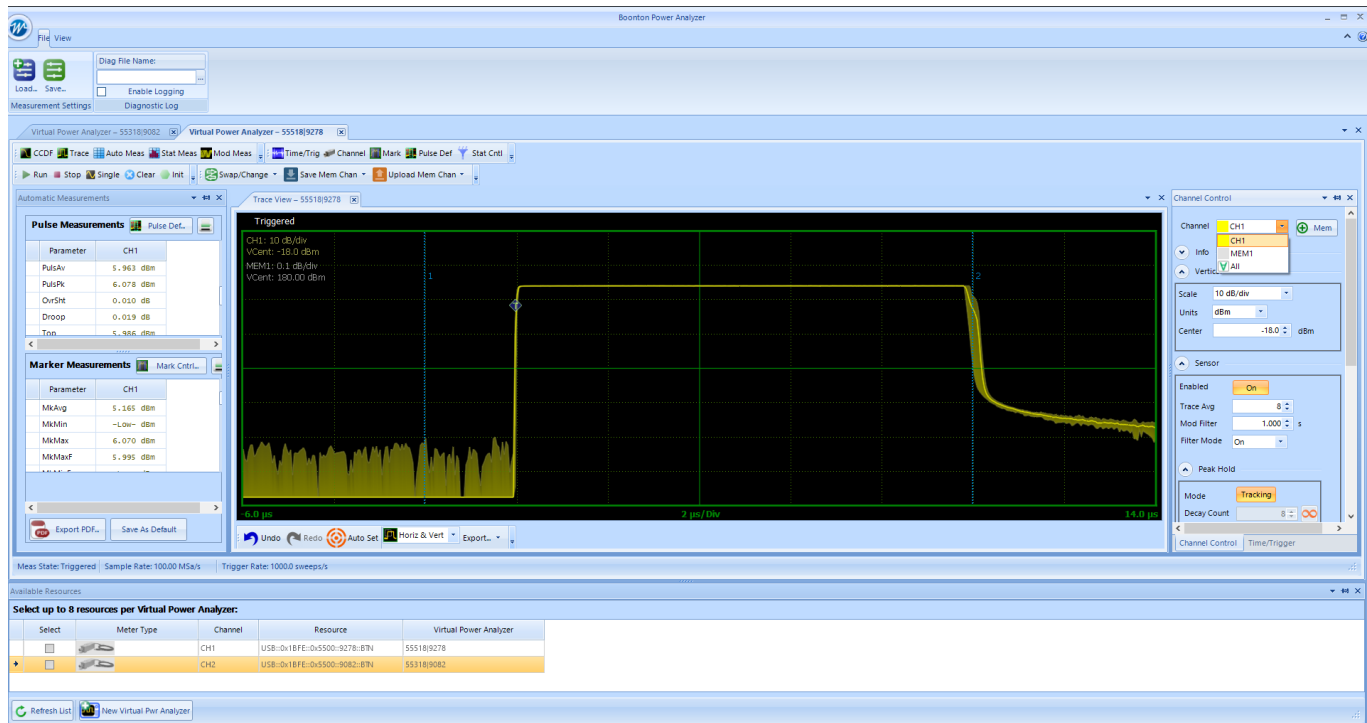 Boonton Power Analyzer
File View
Diag File Name:
...
Load... Save...
Enable Logging
Measurement Settings Diagnostic Log
Virtual Power Analyzer – 55318|9082 Virtual Power Analyzer – 55518|9278
CCDF Trace Auto Meas Stat Meas Mod Meas Time/Trig Channel Mark Pulse Def Stat Cntl
Run Stop Single Clear Init Swap/Change Save Mem Chan Upload Mem Chan
Automatic Measurements
Pulse Measurements Pulse Def...
Parameter CH1
PulsAv 5.963 dBm
PulsPk 6.078 dBm
OvrSht 0.010 dB
Droop 0.019 dB
Top 5.986 dBm
Marker Measurements Mark Cntrl...
Parameter CH1
MkAvg 5.165 dBm
MkMin -Low- dBm
MkMax 6.070 dBm
MkMaxF 5.995 dBm
PDF Export PDF... Save As Default
Trace View – 55518|9278
Triggered
CH1: 10 dB/div
VCent: -18.0 dBm
MEM1: 0.1 dB/div
VCent: 180.00 dBm
1
2
T
-6.0 µs 2 µs/Div 14.0 µs
Undo Redo Auto Set Horiz & Vert Export...
Channel Control
Channel CH1 Mem
CH1
MEM1
All
Info
Scale 10 dB/div
Units dBm
Center -18.0 dBm
Sensor
Enabled On
Trace Avg 8
Mod Filter 1.000 s
Filter Mode On
Peak Hold
Mode Tracking
Decay Count 8 ∞
Channel Control Time/Trigger
Meas State: Triggered Sample Rate: 100.00 MSa/s Trigger Rate: 1000.0 sweeps/s
Available Resources
Select up to 8 resources per Virtual Power Analyzer:
Select Meter Type Channel Resource Virtual Power Analyzer
CH1 USB::0x1BFE::0x5500::9278::BTN 55518|9278
CH2 USB::0x1BFE::0x5500::9082::BTN 55318|9082
Refresh List New Virtual Pwr Analyzer